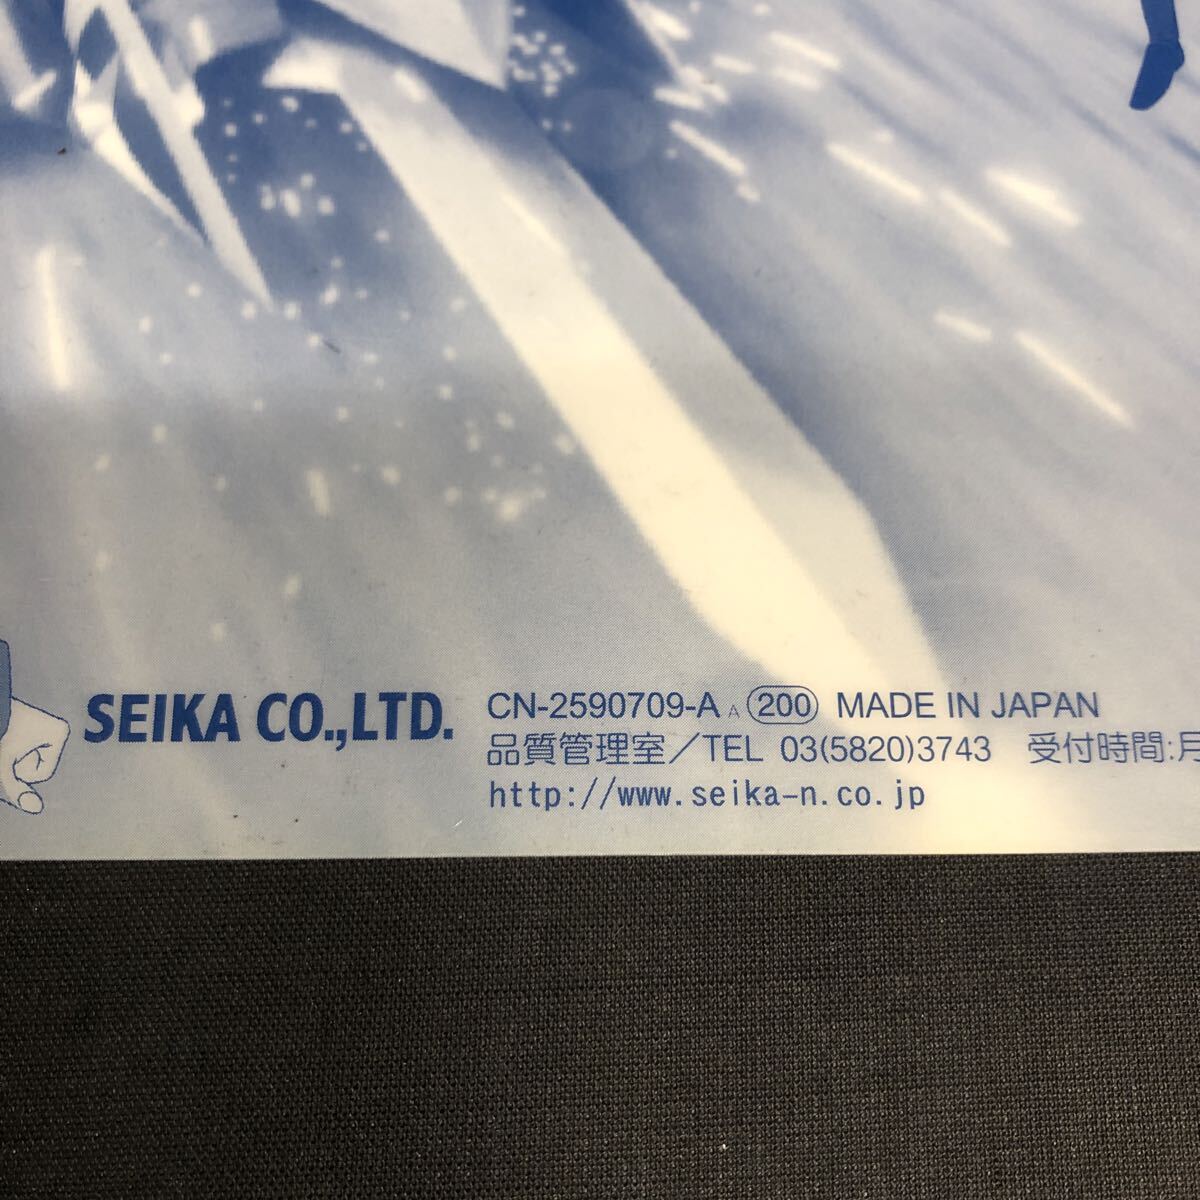 SEIKA CO.,LTD. CN-2590709-A A 200 MADE IN JAPAN
品質管理室／TEL 03(5820)3743 受付時間:月
http://www.seika-n.co.jp